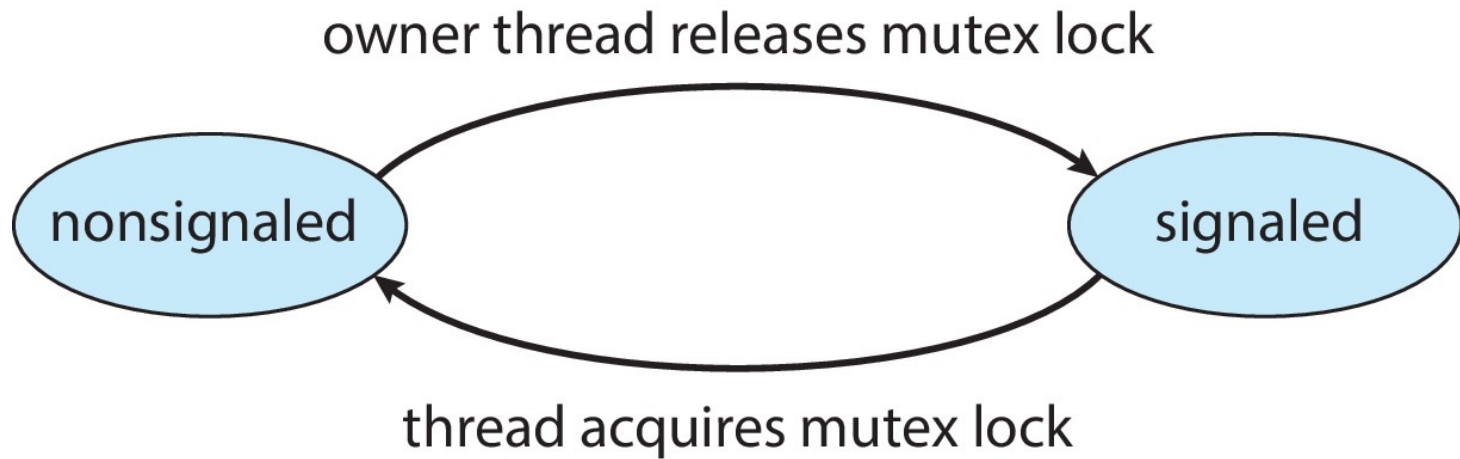 owner thread releases mutex lock
nonsignaled
signaled
thread acquires mutex lock